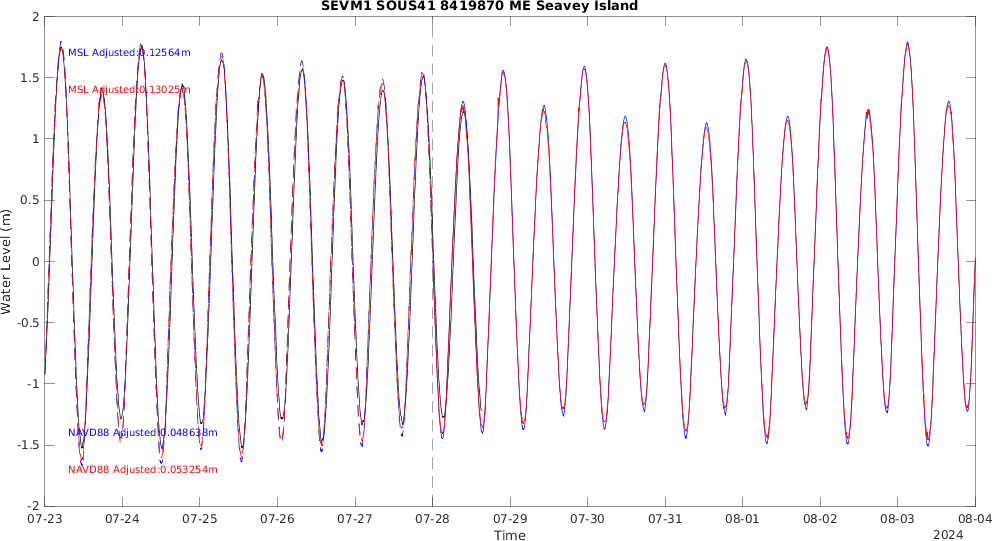 SEVM1 SOUS41 8419870 ME Seavey Island
2
MSL Adjusted:0.12564m
1.5
MSL Adjusted:0.13025m
1
0.5
0
Water Level (m)
-0.5
-1
NAVD88 Adjusted:0.048638m
-1.5
NAVD88 Adjusted:0.053254m
-2
07-23 07-24 07-25 07-26 07-27 07-28 07-29 07-30 07-31 08-01 08-02 08-03 08-04
Time
2024